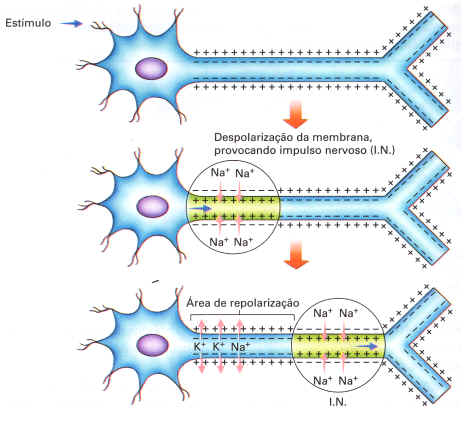 Estímulo
Despolarização da membrana,
provocando impulso nervoso (I.N.)
Na⁺ Na⁺
Na⁺ Na⁺
Área de repolarização
Na⁺ Na⁺
K⁺ K⁺ Na⁺
Na⁺ Na⁺
I.N.